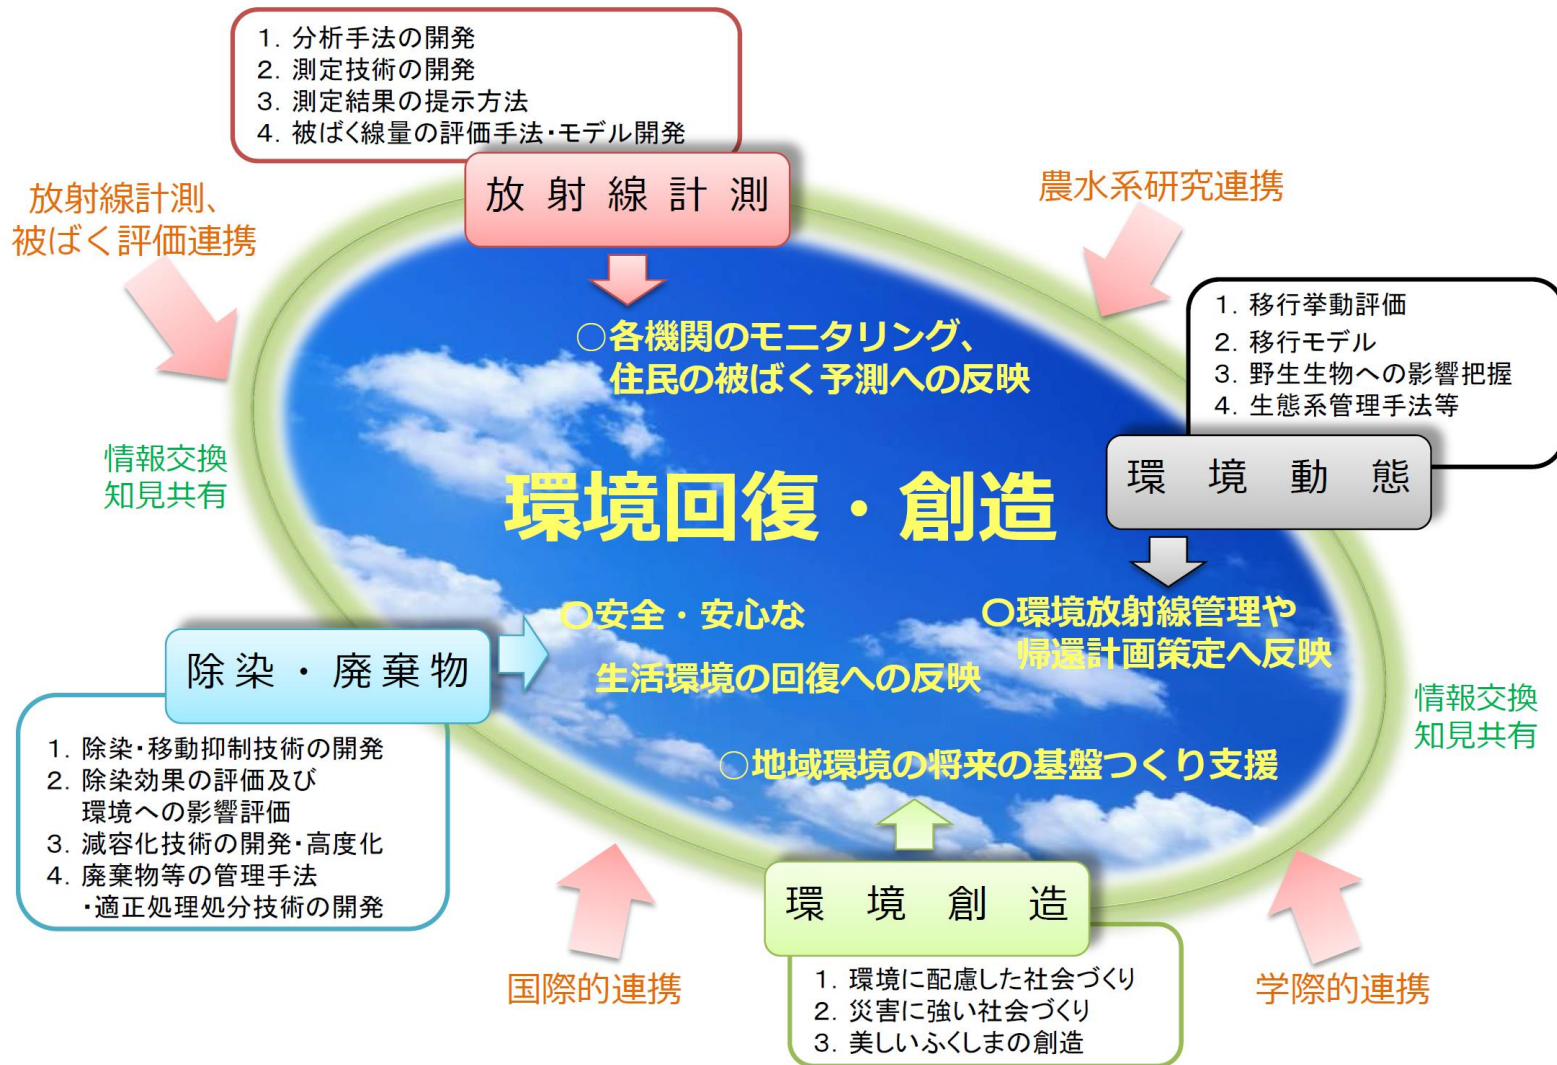 1. 分析手法の開発
2. 測定技術の開発
3. 測定結果の提示方法
4. 被ばく線量の評価手法・モデル開発
放射線計測
放射線計測、
被ばく評価連携
農水系研究連携
1. 移行挙動評価
2. 移行モデル
3. 野生生物への影響把握
4. 生態系管理手法等
環境動態
○各機関のモニタリング、
住民の被ばく予測への反映
情報交換
知見共有
環境回復・創造
○安全・安心な
生活環境の回復への反映
○環境放射線管理や
帰還計画策定へ反映
除染・廃棄物
1. 除染・移動抑制技術の開発
2. 除染効果の評価及び
環境への影響評価
3. 減容化技術の開発・高度化
4. 廃棄物等の管理手法
・適正処理処分技術の開発
情報交換
知見共有
○地域環境の将来の基盤つくり支援
環境創造
1. 環境に配慮した社会づくり
2. 災害に強い社会づくり
3. 美しいふくしまの創造
国際的連携
学際的連携